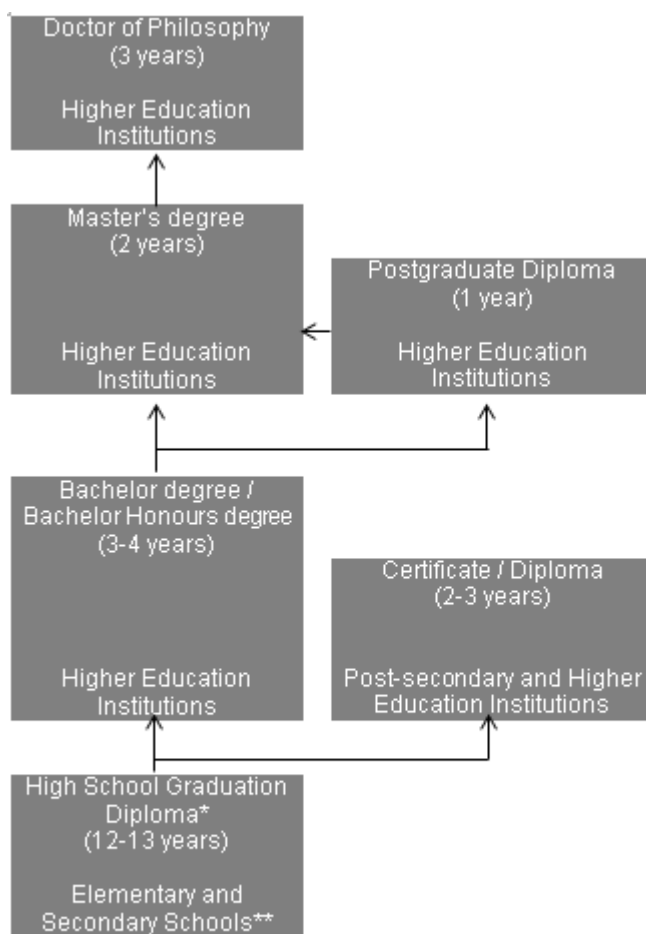 Doctor of Philosophy
(3 years)
Higher Education
Institutions
Master's degree
(2 years)
Higher Education
Institutions
Postgraduate Diploma
(1 year)
Higher Education
Institutions
Bachelor degree /
Bachelor Honours degree
(3-4 years)
Higher Education
Institutions
Certificate / Diploma
(2-3 years)
Post-secondary and Higher
Education Institutions
High School Graduation
Diploma*
(12-13 years)
Elementary and
Secondary Schools**